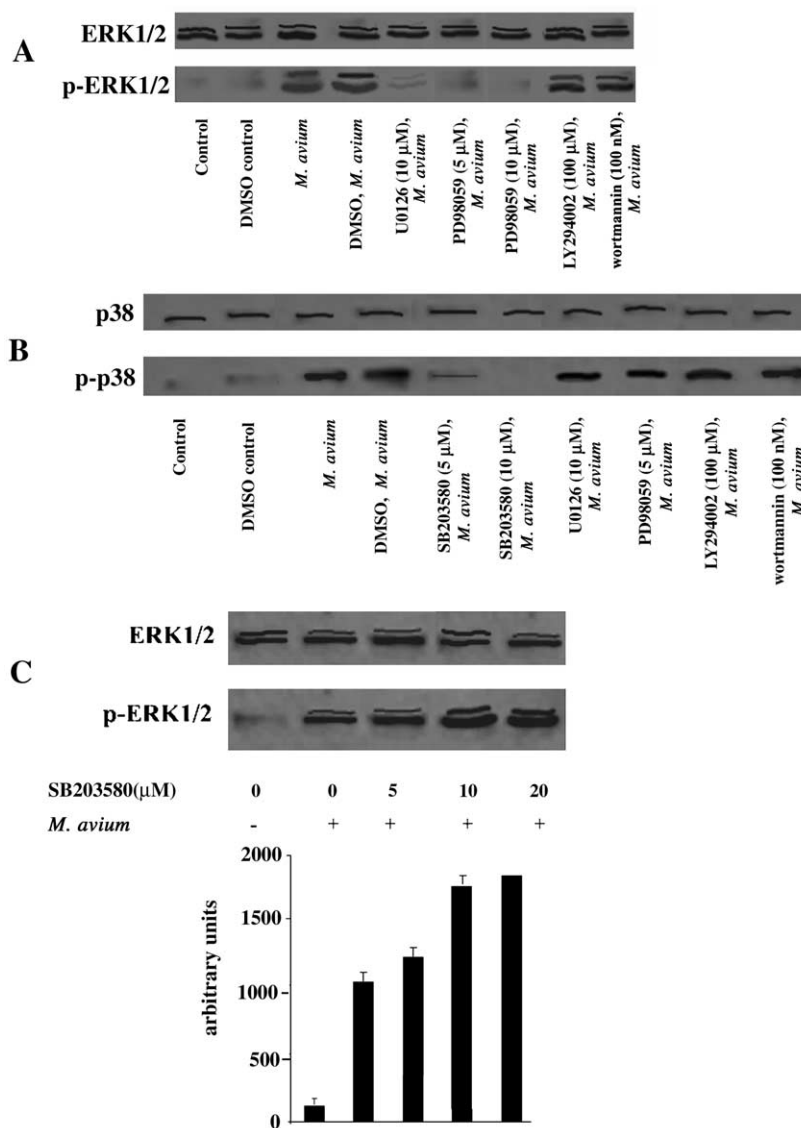 A
ERK1/2
p-ERK1/2
Control
DMSO control
M. avium
DMSO, M. avium
U0126 (10 μM),
M. avium
PD98059 (5 μM),
M. avium
PD98059 (10 μM),
M. avium
LY294002 (100 μM),
M. avium
wortmannin (100 nM),
M. avium
B
p38
p-p38
Control
DMSO control
M. avium
DMSO, M. avium
SB203580 (5 μM),
M. avium
SB203580 (10 μM),
M. avium
U0126 (10 μM),
M. avium
PD98059 (5 μM),
M. avium
LY294002 (100 μM),
M. avium
wortmannin (100 nM),
M. avium
C
ERK1/2
p-ERK1/2
SB203580(μM) 0 0 5 10 20
M. avium - + + + +
arbitrary units
2000
1500
1000
500
0